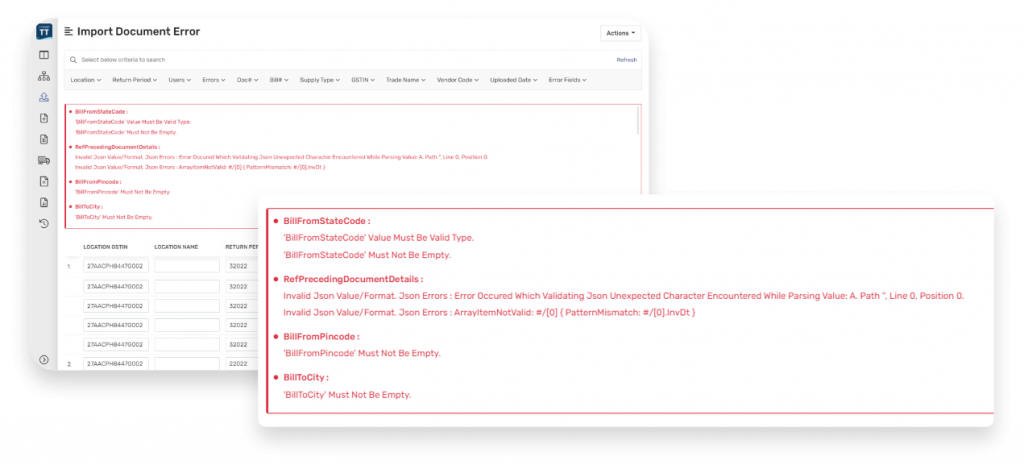 TT
Import Document Error
Actions
Select below criteria to search
Refresh
Location
Return Period
Users
Errors
Doc#
Bill#
Supply Type
GSTIN
Trade Name
Vendor Code
Uploaded Date
Error Fields
BillFromStateCode :
'BillFromStateCode' Value Must Be Valid Type.
'BillFromStateCode' Must Not Be Empty.
RefPrecedingDocumentDetails :
Invalid Json Value/Format. Json Errors : Error Occured Which Validating Json Unexpected Character Encountered While Parsing Value: A. Path '', Line 0, Position 0.
Invalid Json Value/Format. Json Errors : ArrayItemNotValid: #/[0] { PatternMismatch: #/[0].InvDt }
BillFromPincode :
'BillFromPincode' Must Not Be Empty.
BillToCity :
'BillToCity' Must Not Be Empty.
LOCATION GSTIN LOCATION NAME RETURN PER
1 27AACPH8447G002 32022
27AACPH8447G002 32022
27AACPH8447G002 32022
27AACPH8447G002 32022
27AACPH8447G002 32022
2 27AACPH8447G002 22022
BillFromStateCode :
'BillFromStateCode' Value Must Be Valid Type.
'BillFromStateCode' Must Not Be Empty.
RefPrecedingDocumentDetails :
Invalid Json Value/Format. Json Errors : Error Occured Which Validating Json Unexpected Character Encountered While Parsing Value: A. Path '', Line 0, Position 0.
Invalid Json Value/Format. Json Errors : ArrayItemNotValid: #/[0] { PatternMismatch: #/[0].InvDt }
BillFromPincode :
'BillFromPincode' Must Not Be Empty.
BillToCity :
'BillToCity' Must Not Be Empty.